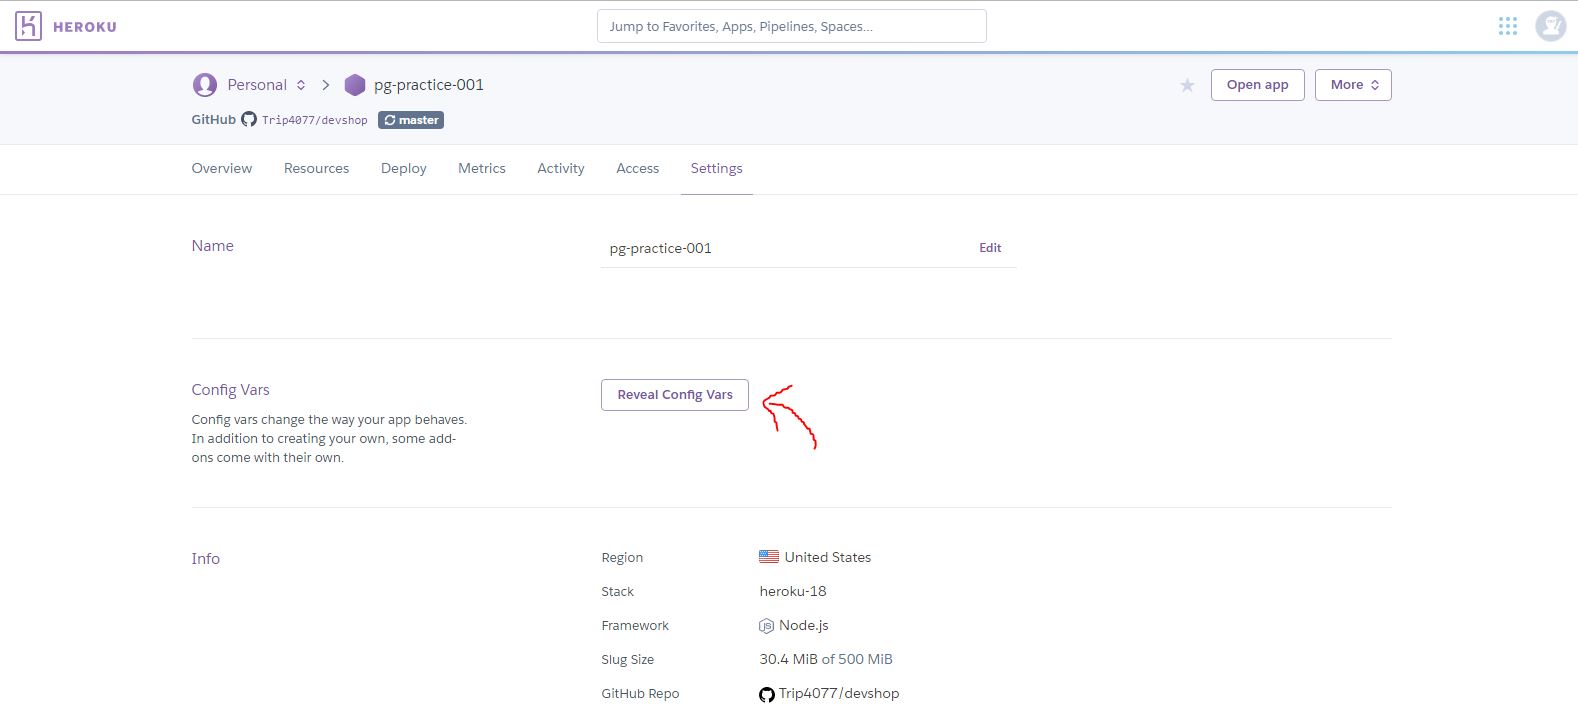 HEROKU
Jump to Favorites, Apps, Pipelines, Spaces...
Personal
pg-practice-001
Open app
More
GitHub Trip4077/devshop master
Overview Resources Deploy Metrics Activity Access Settings
Name
pg-practice-001
Edit
Config Vars
Config vars change the way your app behaves.
In addition to creating your own, some add-
ons come with their own.
Reveal Config Vars
Info
Region United States
Stack heroku-18
Framework Node.js
Slug Size 30.4 MiB of 500 MiB
GitHub Repo Trip4077/devshop